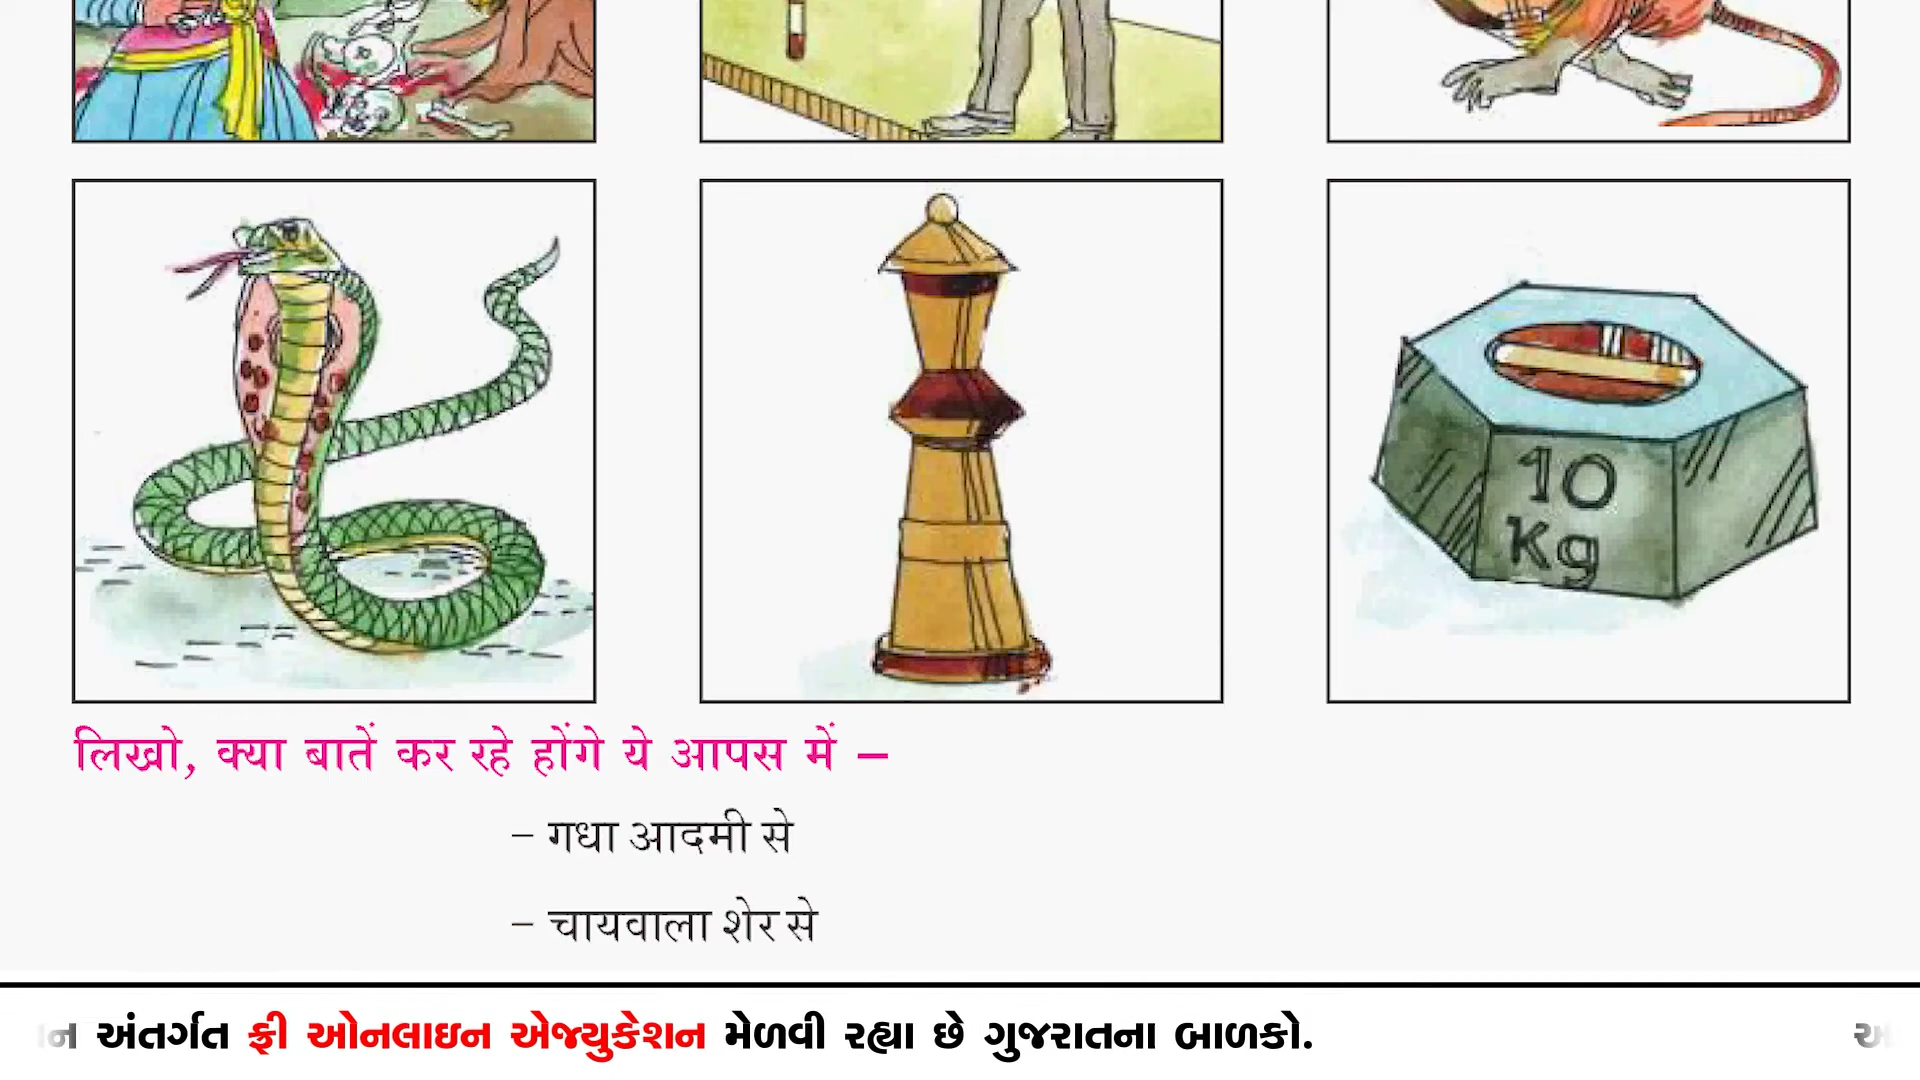 10
Kg
लिखो, क्या बातें कर रहे होंगे ये आपस में –
– गधा आदमी से
– चायवाला शेर से
અંતર્ગત ફ્રી ઓનલાઇન એજ્યુકેશન મેળવી રહ્યા છે ગુજરાતના બાળકો.